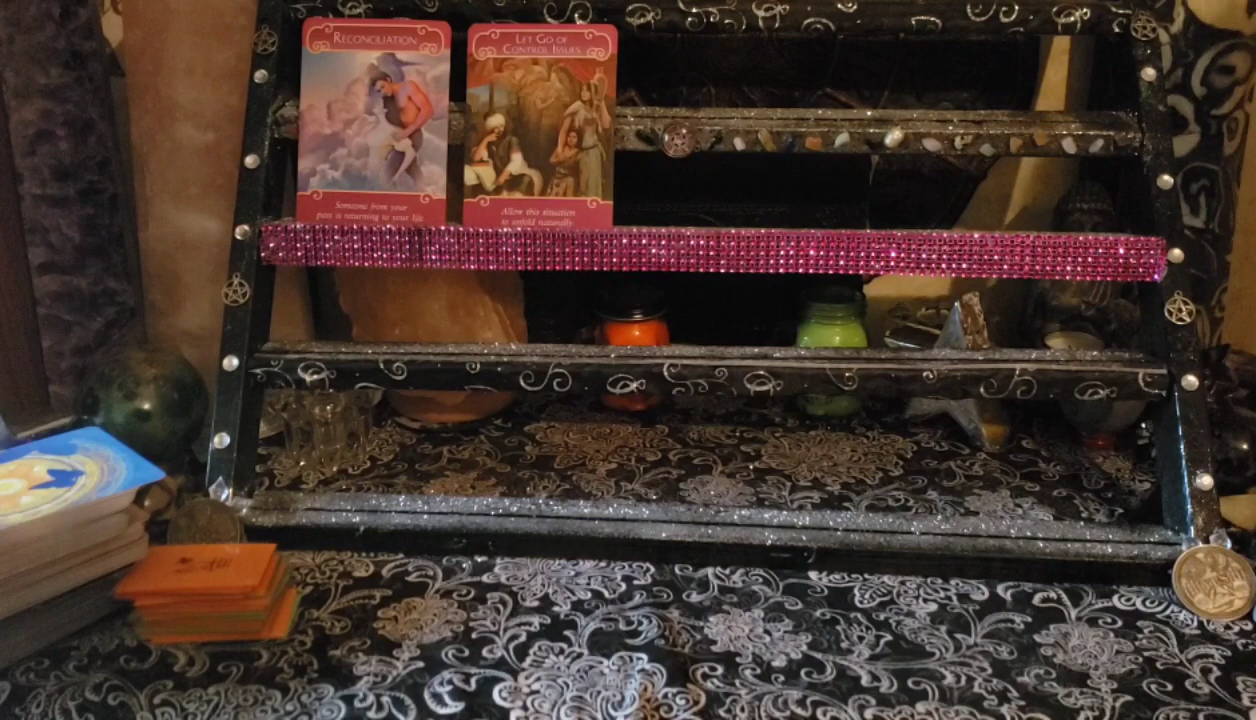 RECONCILIATION
Someone from your
past is returning to your life.
LET GO OF
CONTROL ISSUES
Allow this situation
to unfold naturally